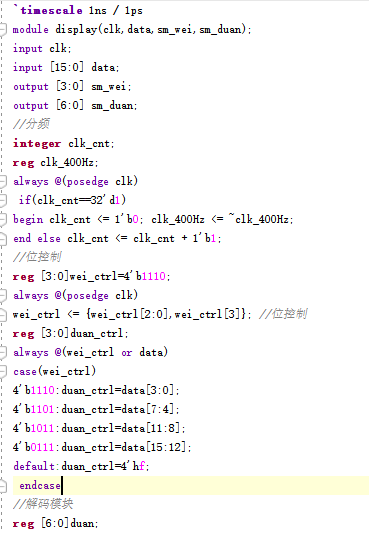 `timescale 1ns / 1ps
module display(clk,data,sm_wei,sm_duan);
input clk;
input [15:0] data;
output [3:0] sm_wei;
output [6:0] sm_duan;
//分频
integer clk_cnt;
reg clk_400Hz;
always @(posedge clk)
if(clk_cnt==32'd1)
begin clk_cnt <= 1'b0; clk_400Hz <= ~clk_400Hz;
end else clk_cnt <= clk_cnt + 1'b1;
//位控制
reg [3:0]wei_ctrl=4'b1110;
always @(posedge clk)
wei_ctrl <= {wei_ctrl[2:0],wei_ctrl[3]}; //位控制
reg [3:0]duan_ctrl;
always @(wei_ctrl or data)
case(wei_ctrl)
4'b1110:duan_ctrl=data[3:0];
4'b1101:duan_ctrl=data[7:4];
4'b1011:duan_ctrl=data[11:8];
4'b0111:duan_ctrl=data[15:12];
default:duan_ctrl=4'hf;
endcase
//解码模块
reg [6:0]duan;